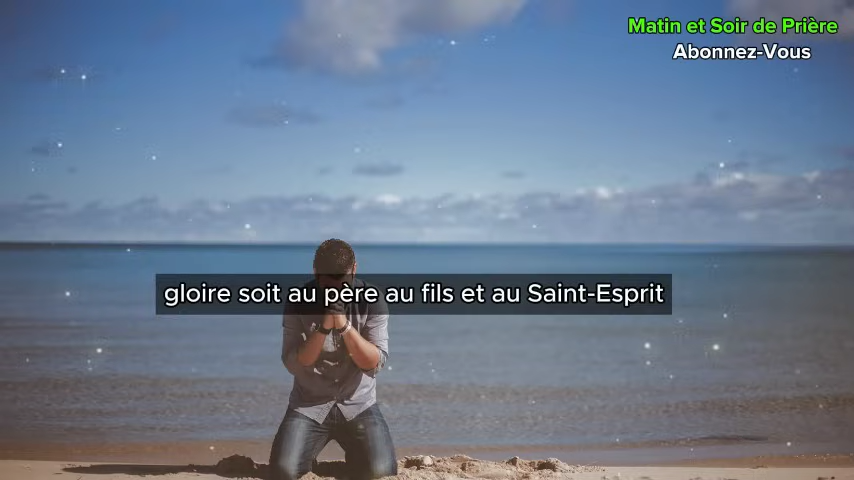 Matin et Soir de Prière
Abonnez-Vous
gloire soit au père au fils et au Saint-Esprit